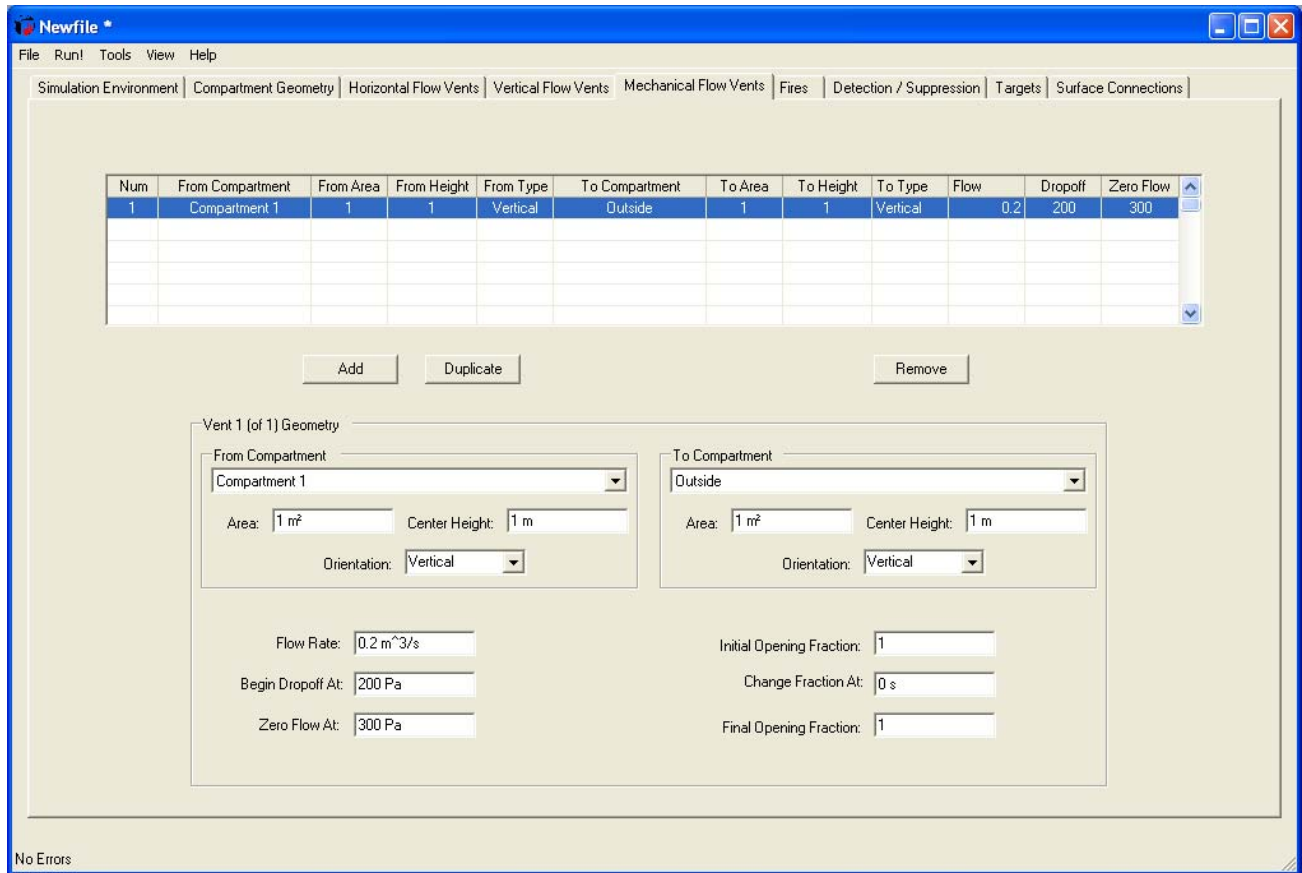 Newfile *
File Run! Tools View Help
Simulation Environment Compartment Geometry Horizontal Flow Vents Vertical Flow Vents Mechanical Flow Vents Fires Detection / Suppression Targets Surface Connections
Num From Compartment From Area From Height From Type To Compartment To Area To Height To Type Flow Dropoff Zero Flow
1 Compartment 1 1 1 Vertical Outside 1 1 Vertical 0.2 200 300
Add Duplicate Remove
Vent 1 (of 1) Geometry
From Compartment To Compartment
Compartment 1 Outside
Area: 1 m² Center Height: 1 m Area: 1 m² Center Height: 1 m
Orientation: Vertical Orientation: Vertical
Flow Rate: 0.2 m^3/s Initial Opening Fraction: 1
Begin Dropoff At: 200 Pa Change Fraction At: 0 s
Zero Flow At: 300 Pa Final Opening Fraction: 1
No Errors